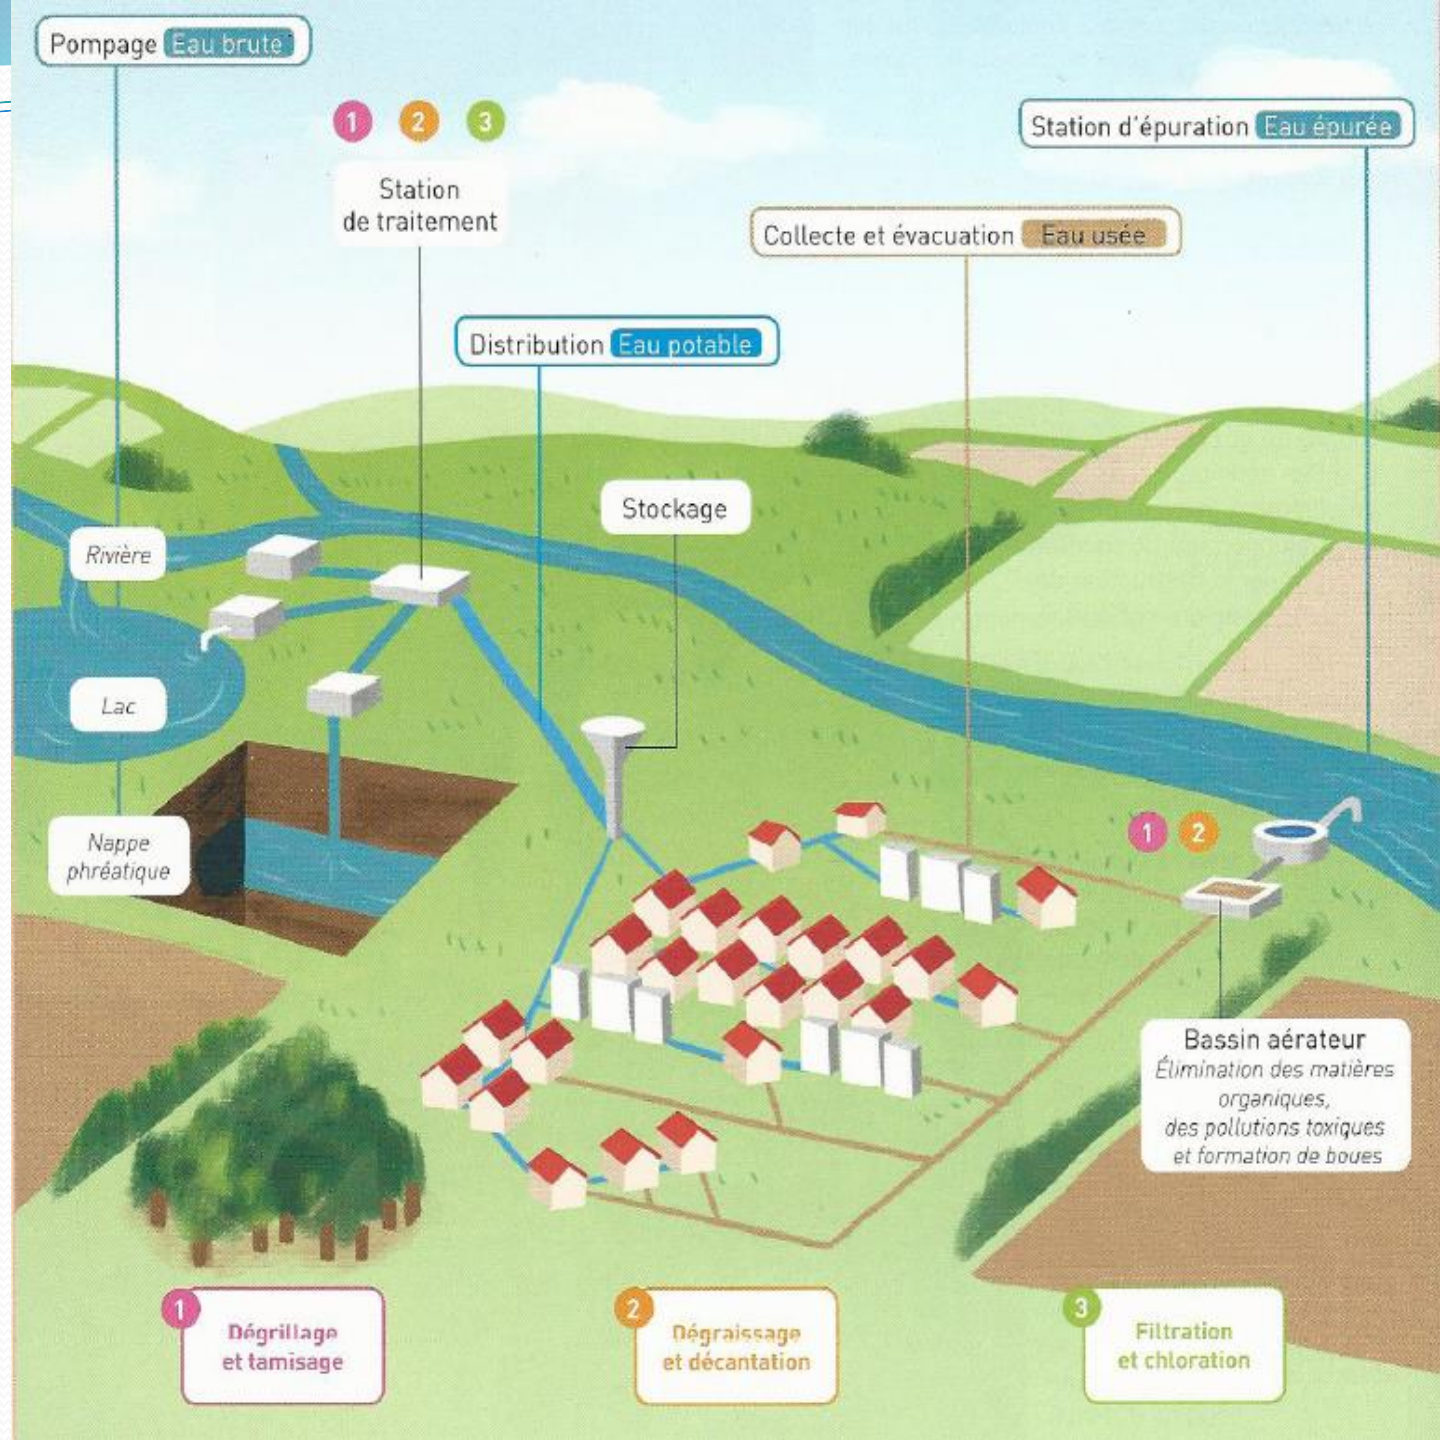 Pompage Eau brute
1 2 3
Station
de traitement
Station d'épuration Eau épurée
Collecte et évacuation Eau usée
Distribution Eau potable
Stockage
Rivière
Lac
Nappe
phréatique
1 2
Bassin aérateur
Élimination des matières
organiques,
des pollutions toxiques
et formation de boues
1
Dégrillage
et tamisage
2
Dégraissage
et décantation
3
Filtration
et chloration